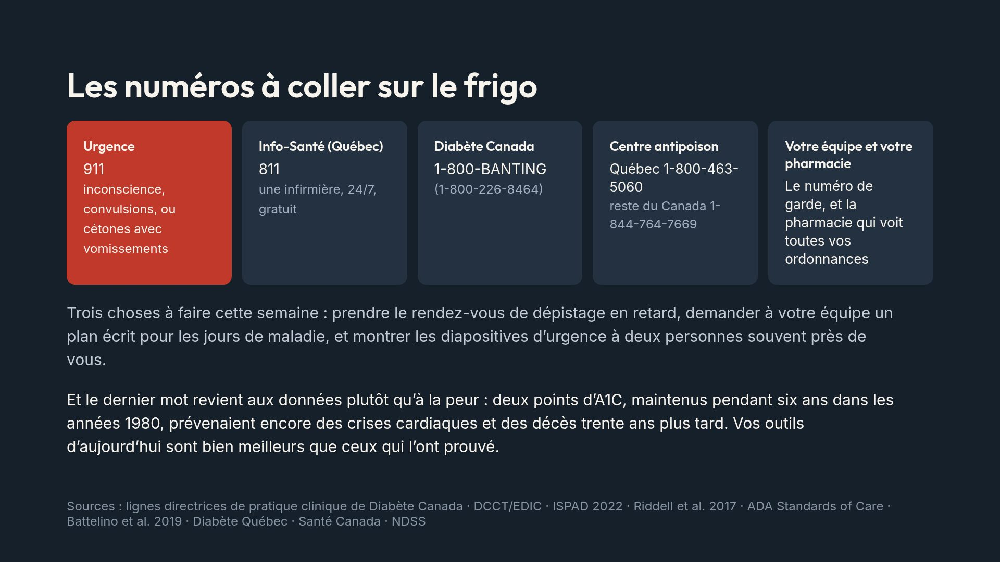 Les numéros à coller sur le frigo
Urgence
911
inconscience,
convulsions, ou
cétones avec
vomissements
Info-Santé (Québec)
811
une infirmière, 24/7,
gratuit
Diabète Canada
1-800-BANTING
(1-800-226-8464)
Centre antipoison
Québec 1-800-463-
5060
reste du Canada 1-
844-764-7669
Votre équipe et votre
pharmacie
Le numéro de
garde, et la
pharmacie qui voit
toutes vos
ordonnances
Trois choses à faire cette semaine : prendre le rendez-vous de dépistage en retard, demander à votre équipe un
plan écrit pour les jours de maladie, et montrer les diapositives d’urgence à deux personnes souvent près de
vous.
Et le dernier mot revient aux données plutôt qu’à la peur : deux points d’A1C, maintenus pendant six ans dans les
années 1980, prévenaient encore des crises cardiaques et des décès trente ans plus tard. Vos outils
d’aujourd’hui sont bien meilleurs que ceux qui l’ont prouvé.
Sources : lignes directrices de pratique clinique de Diabète Canada · DCCT/EDIC · ISPAD 2022 · Riddell et al. 2017 · ADA Standards of Care ·
Battelino et al. 2019 · Diabète Québec · Santé Canada · NDSS